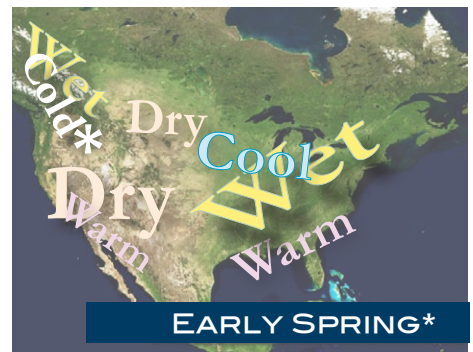 Wet
Cold*
Dry
Cool
Wet
Dry
Warm
Warm
EARLY SPRING*